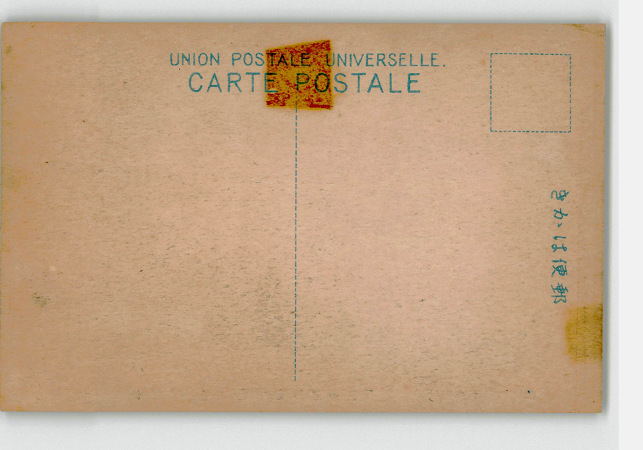 UNION POSTALE UNIVERSELLE.
CARTE POSTALE
郵便はかき